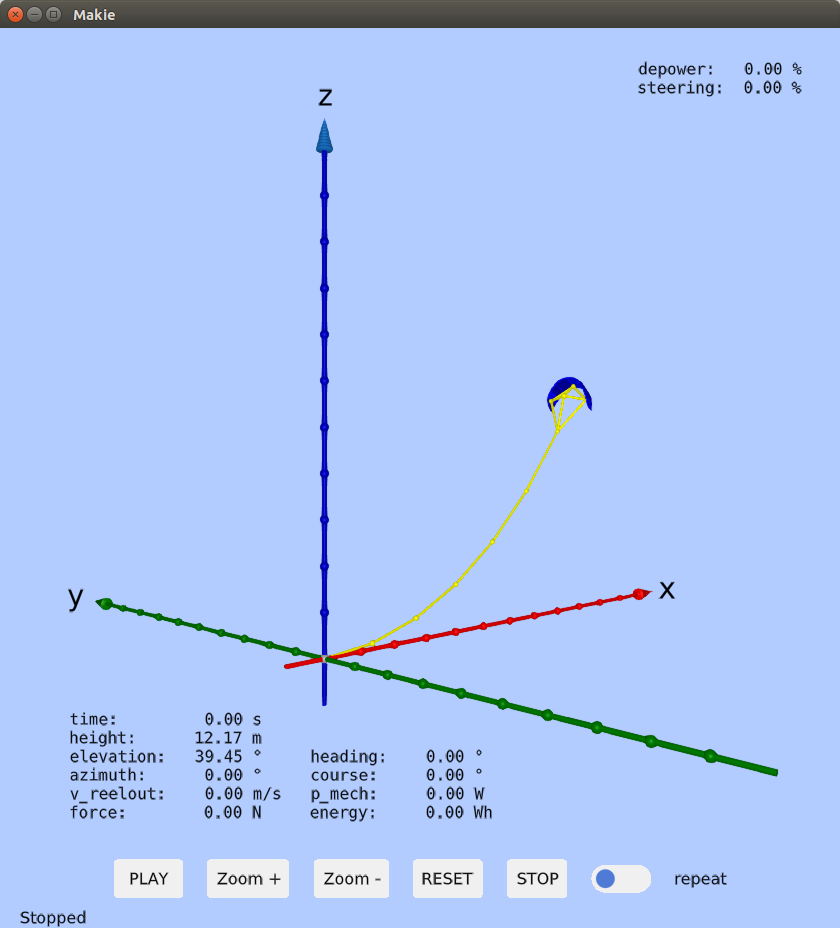 Makie
depower: 0.00 %
steering: 0.00 %
z
y
x
time: 0.00 s
height: 12.17 m
elevation: 39.45 ° heading: 0.00 °
azimuth: 0.00 ° course: 0.00 °
v_reelout: 0.00 m/s p_mech: 0.00 W
force: 0.00 N energy: 0.00 Wh
PLAY Zoom + Zoom - RESET STOP repeat
Stopped